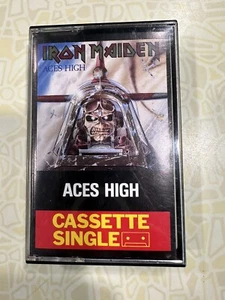 IRON MAIDEN
ACES HIGH
ACES HIGH
CASSETTE
SINGLE